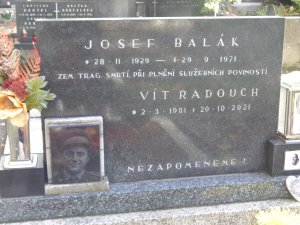 JOSEF BALÁK
* 28 - 11 - 1929 — † 29 - 9 - 1971
ZEM. TRAG. SMRTÍ PŘI PLNĚNÍ SLUŽEBNÍCH POVINOSTÍ
VÍT RADOUCH
* 2 - 3 - 1981 † 20 - 10 - 2021
NEZAPOMENEME !